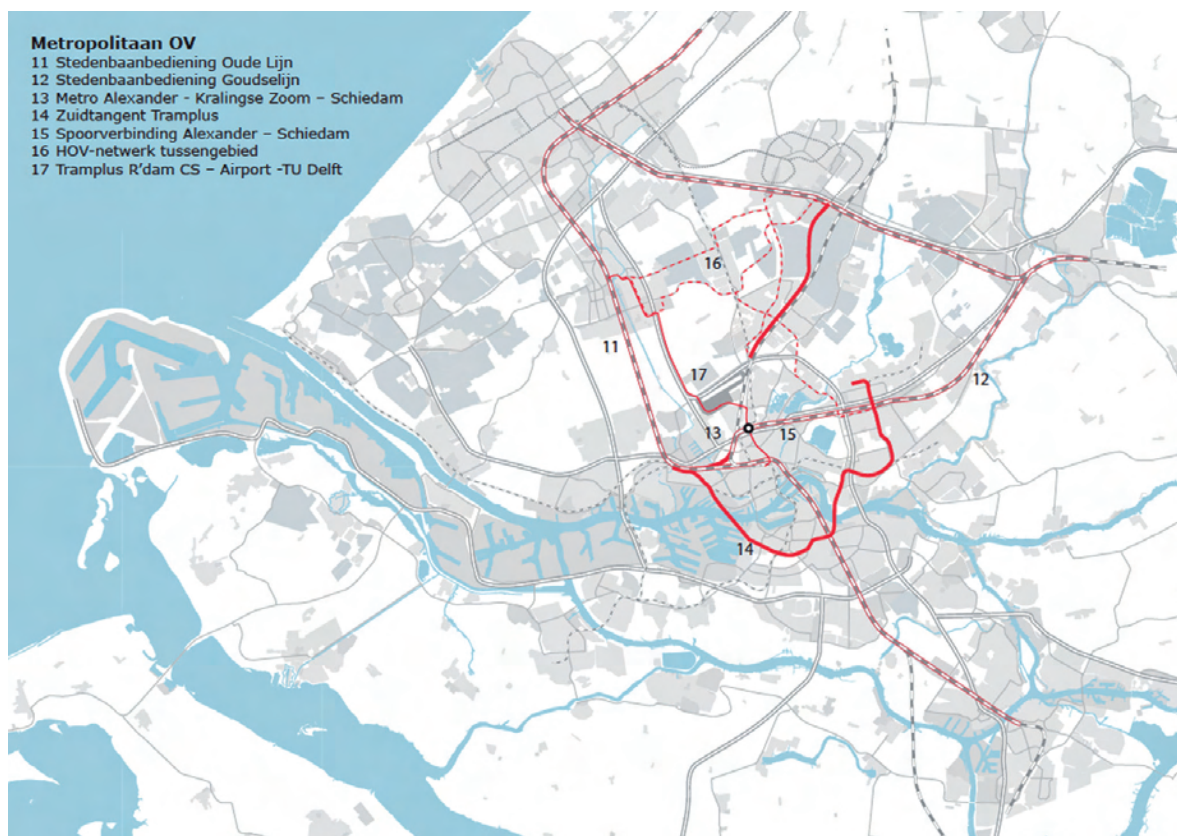 Metropolitaan OV
11 Stedenbaanbediening Oude Lijn
12 Stedenbaanbediening Goudselijn
13 Metro Alexander - Kralingse Zoom – Schiedam
14 Zuidtangent Tramplus
15 Spoorverbinding Alexander – Schiedam
16 HOV-netwerk tussengebied
17 Tramplus R'dam CS – Airport -TU Delft
16
11
17
12
13
15
14